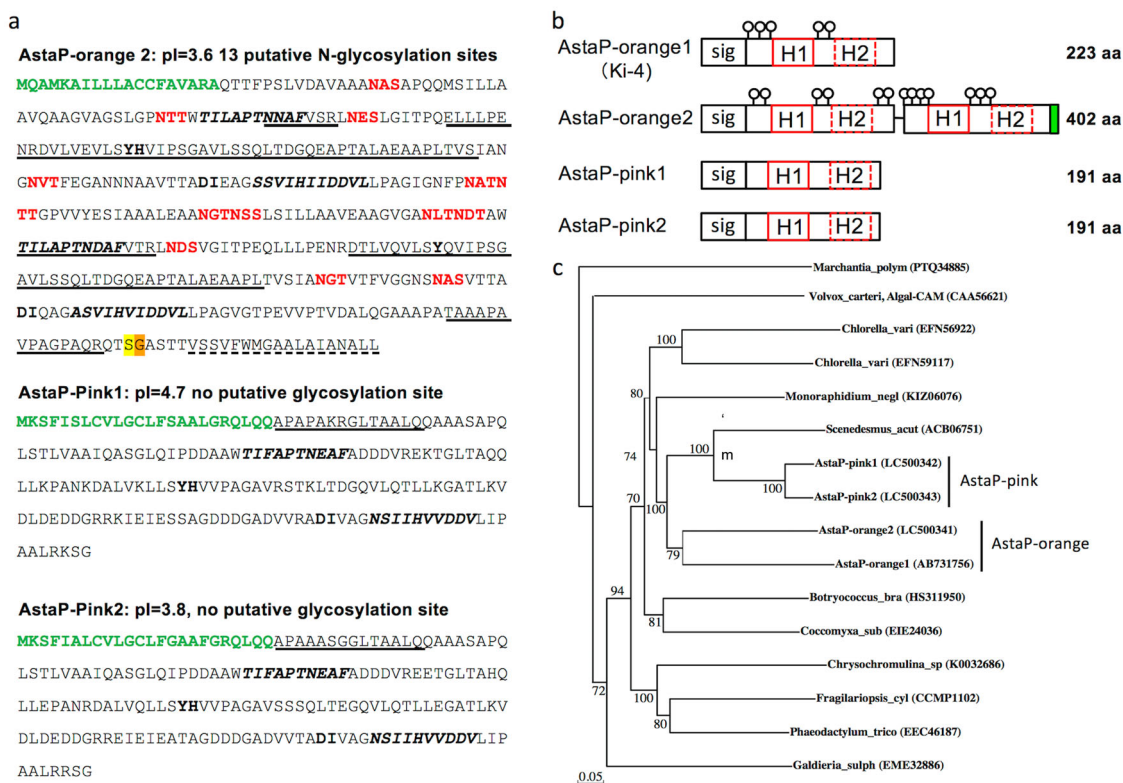 a
AstaP-orange 2: pI=3.6 13 putative N-glycosylation sites
MQAMKAILLLACCFAVARAQTTFPSLVDAVAAANASAPQQMSILLA
AVQAAGVAGSLGPNTTWTILAPTNNAFVSRLNESLGITPQELLLPE
NRDVLVEVLSYHVIPSGAVLSSQLTDGQEAPTALAEAAPLTVSIAN
GNVTFEGANNNAAVTTADIEAGSSVIHIIDDVLLPAGIGNFPNATN
TTGPVVYESIAAALEAANGTNSSLSILLAAVEAAGVGANLTNDTAW
TILAPTNDAFVTRLNDSVGITPEQLLLPENRDTLVQVLSYQVIPSG
AVLSSQLTDGQEAPTALAEAAPLTVSIANGTVTFVGGNSNASVTTA
DIQAGASVIHVIDDVLLPAGVGTPEVVPTVDALQGAAAPATAAAPA
VPAGPAQRQTSGASTTVSSVFWMGAALAIANALL
AstaP-Pink1: pI=4.7 no putative glycosylation site
MKSFISLCVLGCLFSAALGRQLQQAPAPAKRGLTAALQQAAASAPQ
LSTLVAAIQASGLQIPDDAAWTIFAPTNEAFADDDVREKTGLTAQQ
LLKPANKDALVKLLSYHVVPAGAVRSTKLTDGQVLQTLLKGATLKV
DLDEDDGRRKIEIESSAGDDDGADVVRADIVAGNSIIHVVDDVLIP
AALRKSG
AstaP-Pink2: pI=3.8, no putative glycosylation site
MKSFIALCVLGCLFGAAFGRQLQQAPAAASGGLTAALQQAAASAPQ
LSTLVAAIQASGLQIPDDAAWTIFAPTNEAFADDDVREETGLTAHQ
LLEPANRDALVQLLSYHVVPAGAVSSSQLTEGQVLQTLLEGATLKV
DLDEDDGREIEIEATAGDDDGADVVTADIVAGNSIIHVVDDVLIP
AALRRSG
b
AstaP-orange1
(Ki-4)
sig H1 H2
223 aa
AstaP-orange2
sig H1 H2 H1 H2
402 aa
AstaP-pink1
sig H1 H2
191 aa
AstaP-pink2
sig H1 H2
191 aa
c
Marchantia_polym (PTQ34885)
Volvox_carteri, Algal-CAM (CAA56621)
Chlorella_vari (EFN56922)
100
Chlorella_vari (EFN59117)
80
Monoraphidium_negl (KIZ06076)
‘
Scenedesmus_acut (ACB06751)
100 m
74
AstaP-pink1 (LC500342)
AstaP-pink
100
AstaP-pink2 (LC500343)
70
100
AstaP-orange2 (LC500341)
AstaP-orange
79
AstaP-orange1 (AB731756)
94
Botryococcus_bra (HS311950)
81
Coccomyxa_sub (EIE24036)
Chrysochromulina_sp (K0032686)
72
100
Fragilariopsis_cyl (CCMP1102)
80
Phaeodactylum_trico (EEC46187)
Galdieria_sulph (EME32886)
0.05